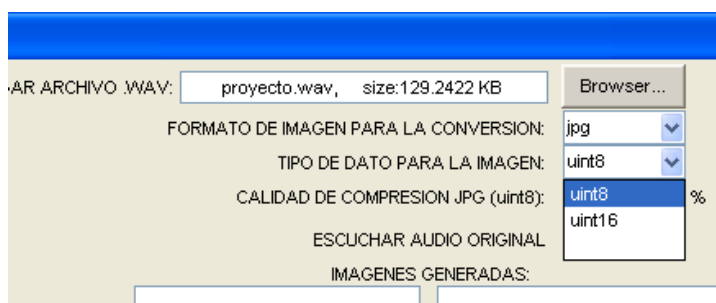 AR ARCHIVO .WAV: proyecto.wav, size:129.2422 KB Browser...
FORMATO DE IMAGEN PARA LA CONVERSION: jpg
TIPO DE DATO PARA LA IMAGEN: uint8
CALIDAD DE COMPRESION JPG (uint8): uint8 %
uint16
ESCUCHAR AUDIO ORIGINAL
IMAGENES GENERADAS: